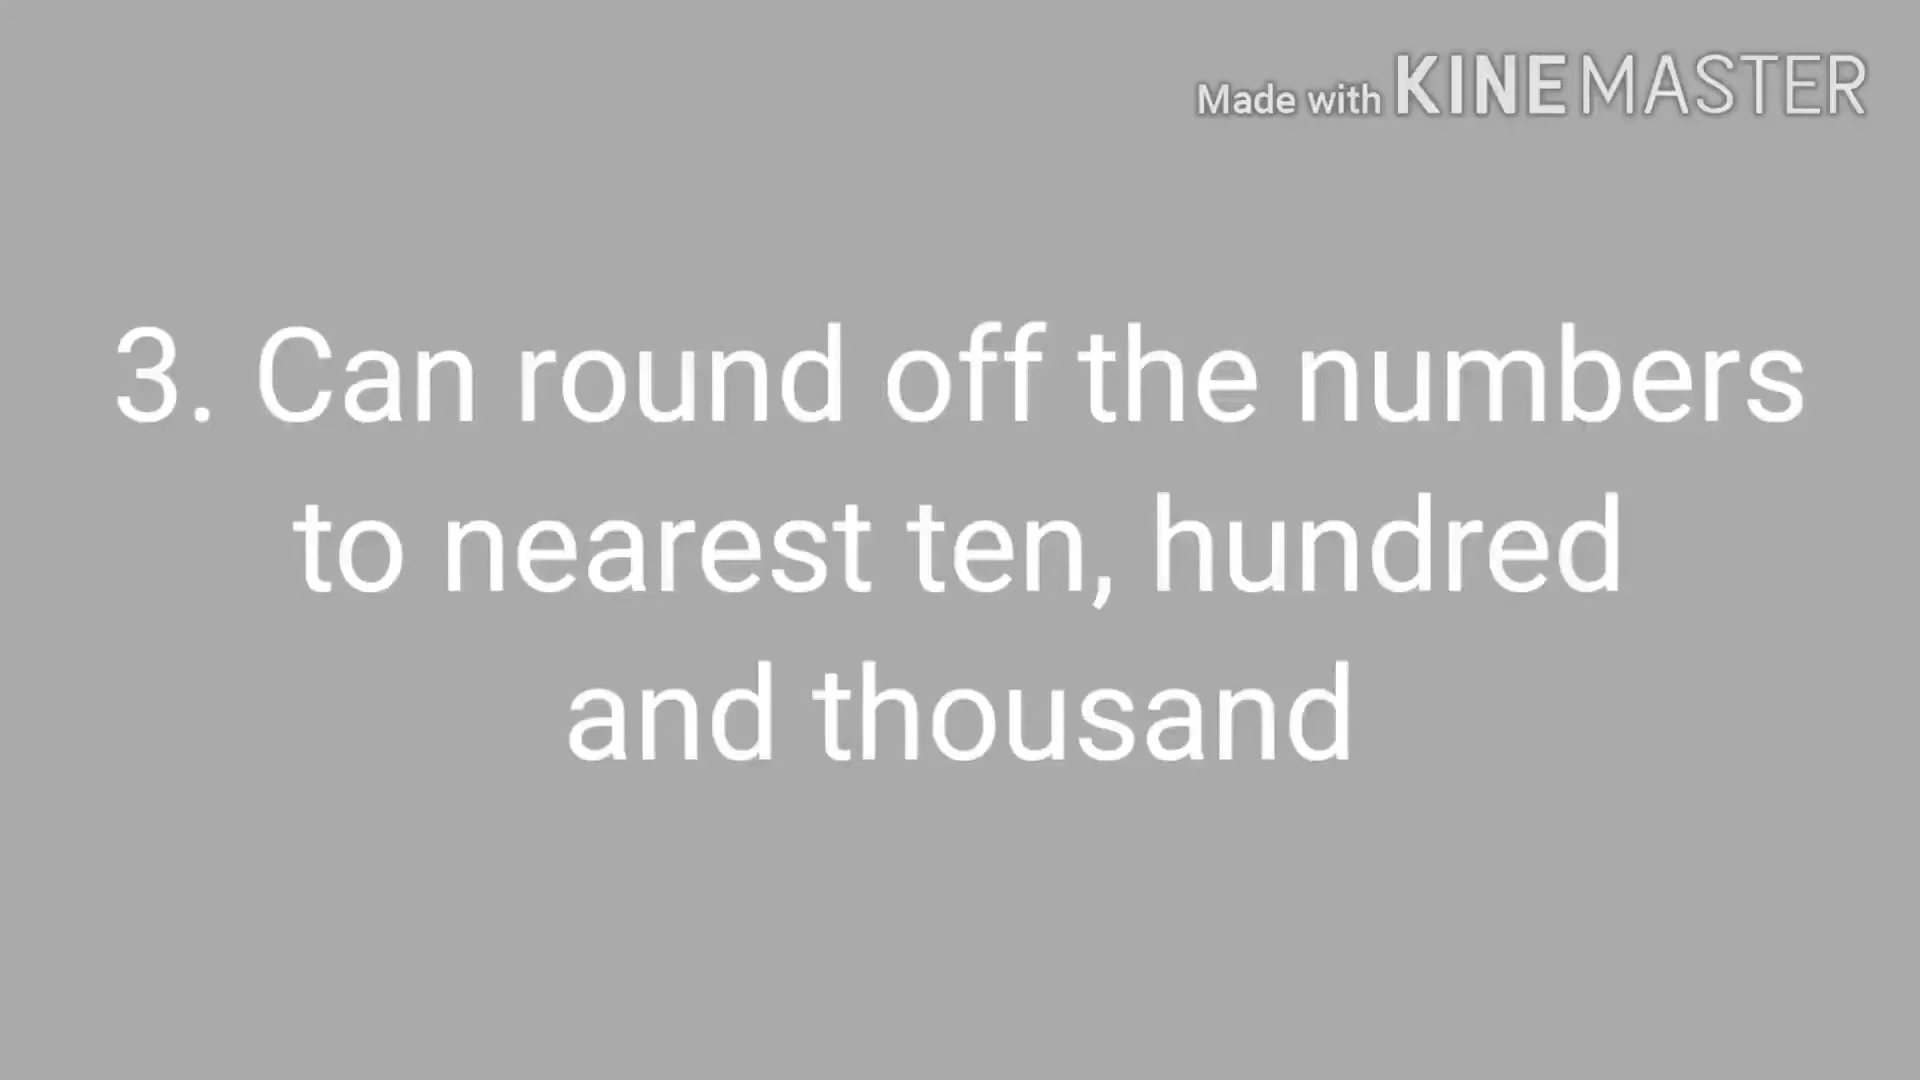 Made with KINEMASTER
3. Can round off the numbers
to nearest ten, hundred
and thousand